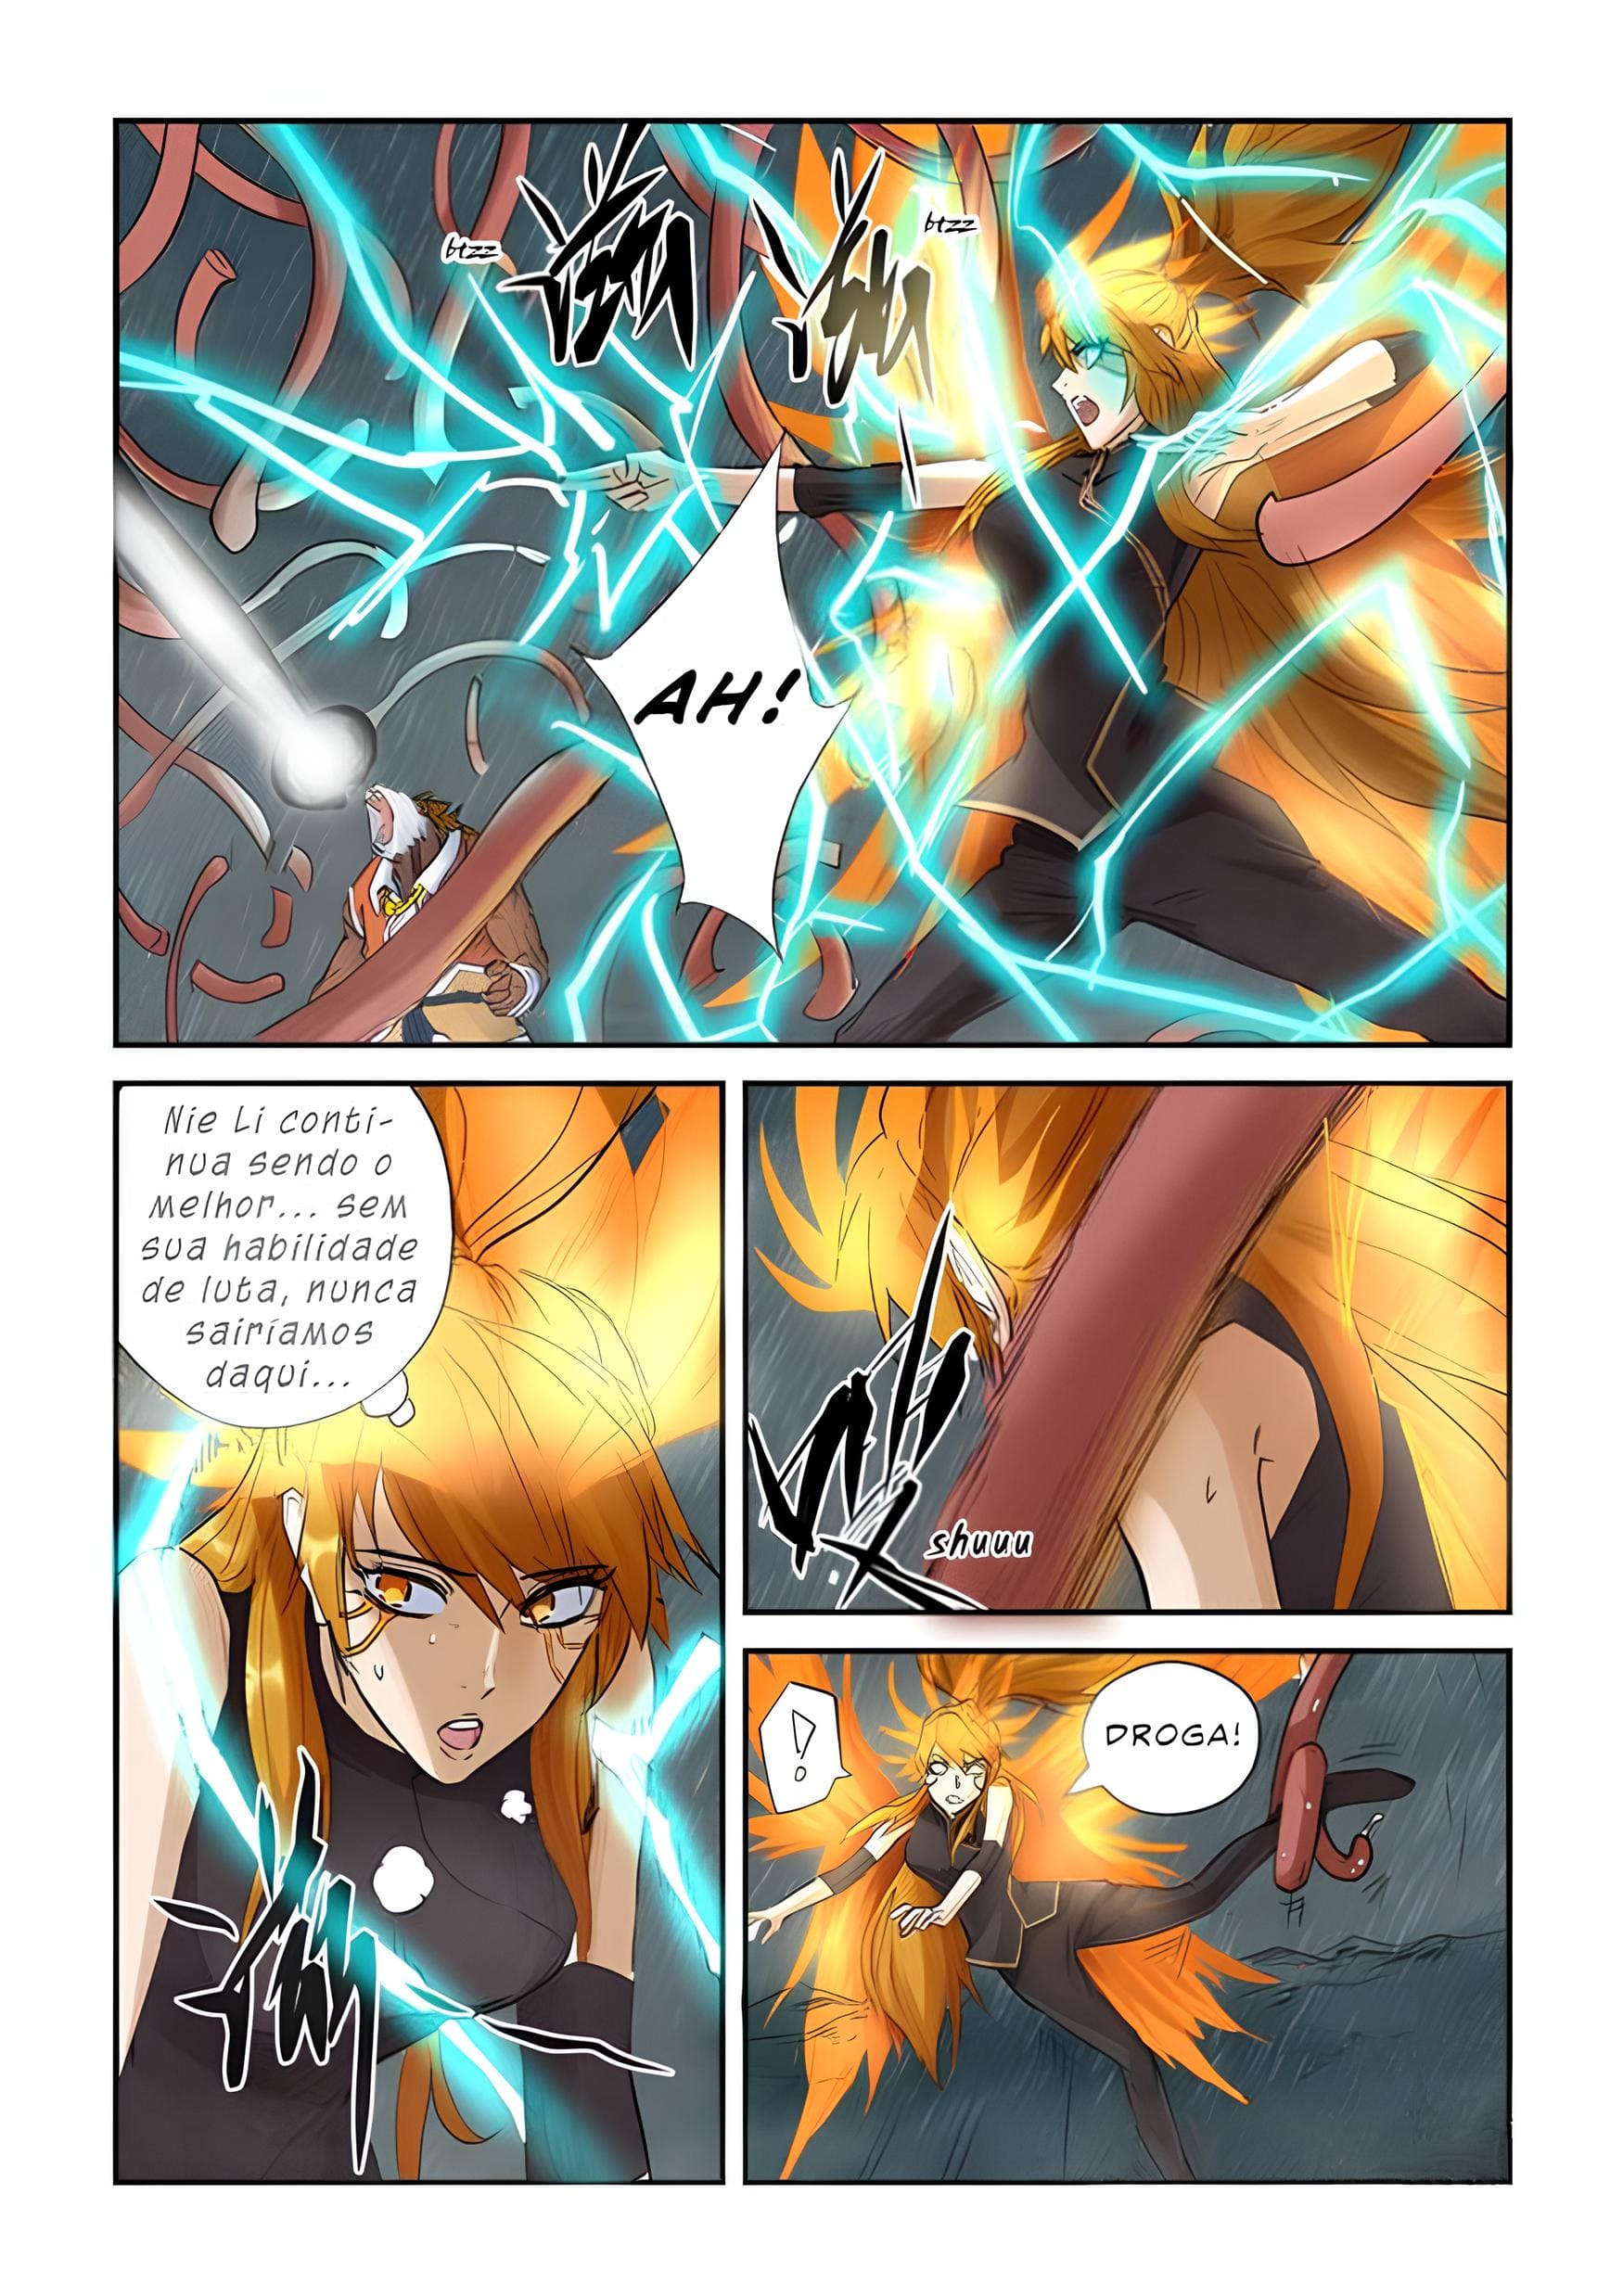 btzz
btzz
AH!
Nie Li conti-
nua sendo o
melhor... sem
sua habilidade
de luta, nunca
sairíamos
daqui...
shuuu
!
DROGA!